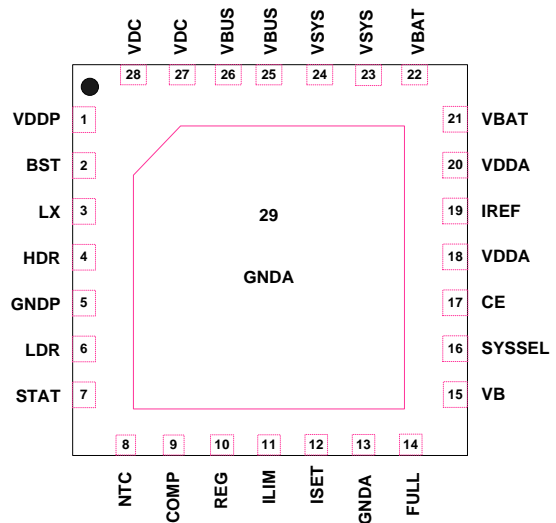 VDC VDC VBUS VBUS VSYS VSYS VBAT
28 27 26 25 24 23 22
VDDP 1
BST 2
LX 3
HDR 4
GNDP 5
LDR 6
STAT 7
29
GNDA
21 VBAT
20 VDDA
19 IREF
18 VDDA
17 CE
16 SYSSEL
15 VB
8 9 10 11 12 13 14
NTC COMP REG ILIM ISET GNDA FULL